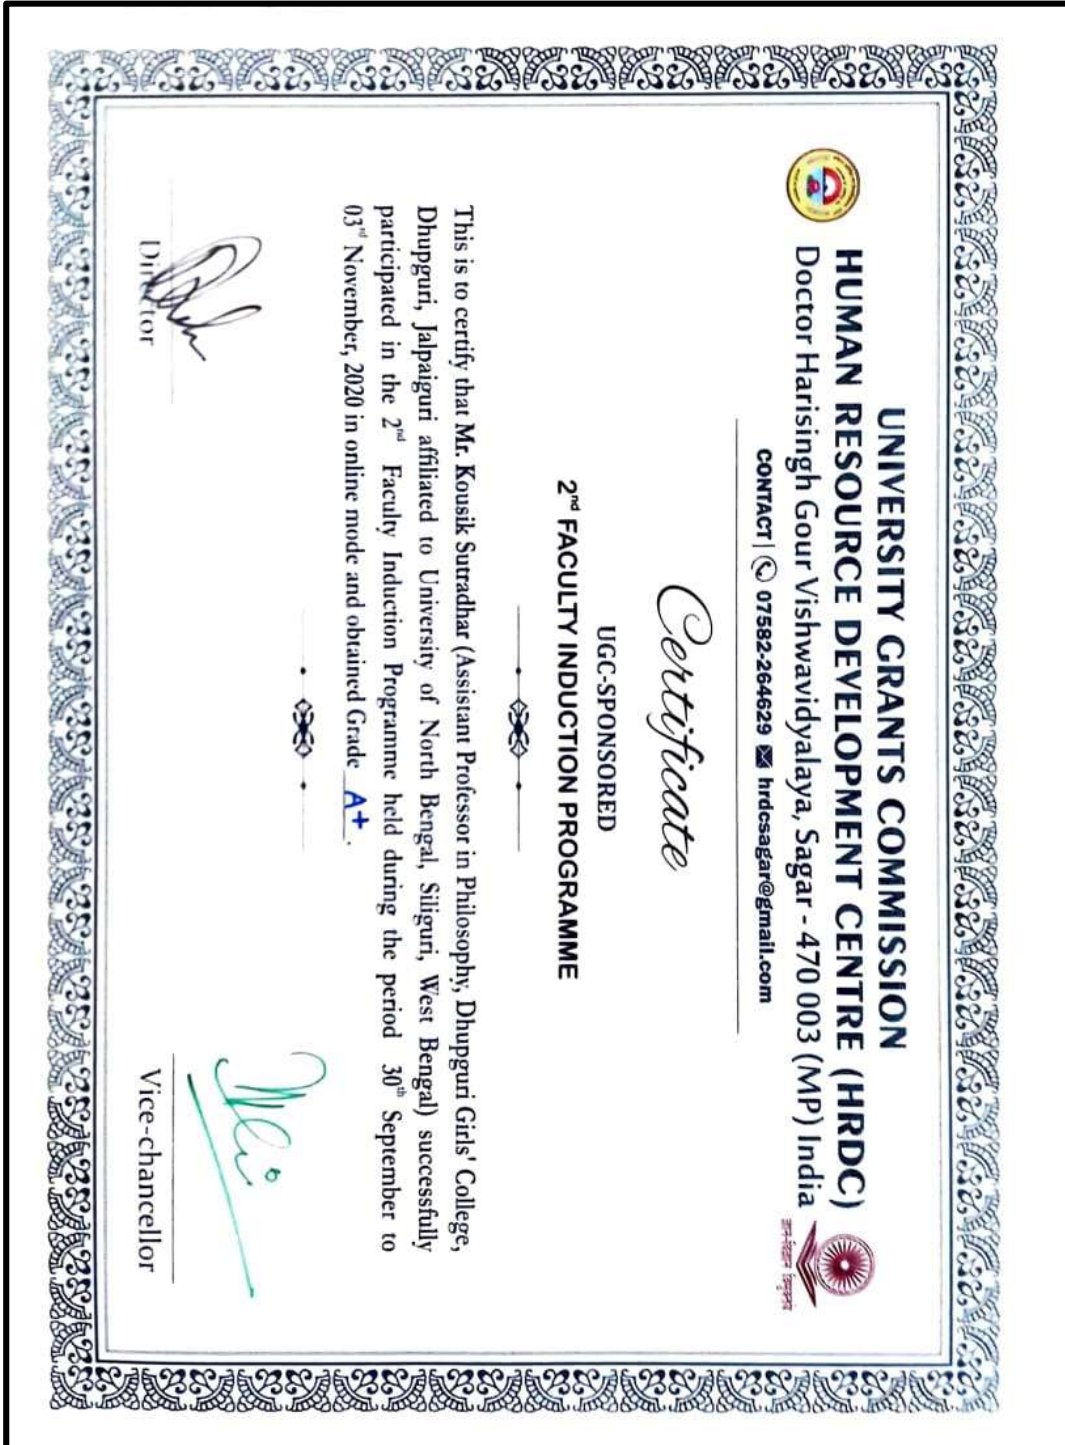 UNIVERSITY GRANTS COMMISSION
HUMAN RESOURCE DEVELOPMENT CENTRE (HRDC)
Doctor Harisingh Gour Vishwavidyalaya, Sagar - 470 003 (MP) India
CONTACT | 07582-264629 hrdcsagar@gmail.com
ज्ञान-विज्ञान विमुक्तये
Certificate
UGC-SPONSORED
2nd FACULTY INDUCTION PROGRAMME
This is to certify that Mr. Kousik Sutradhar (Assistant Professor in Philosophy, Dhupguri Girls' College,
Dhupguri, Jalpaiguri affiliated to University of North Bengal, Siliguri, West Bengal) successfully
participated in the 2nd Faculty Induction Programme held during the period 30th September to
03rd November, 2020 in online mode and obtained Grade A+.
Director
Vice-chancellor